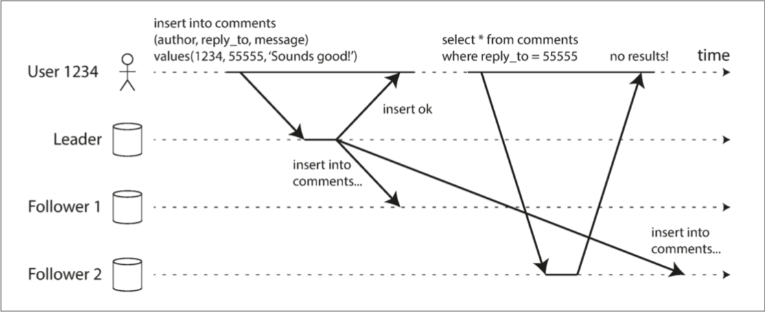 insert into comments
(author, reply_to, message)
values(1234, 55555, ‘Sounds good!’)
select * from comments
where reply_to = 55555
no results!
time
User 1234
insert ok
Leader
insert into
comments...
Follower 1
insert into
comments...
Follower 2